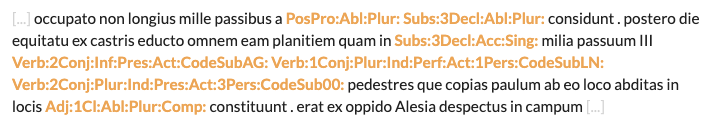 [...] occupato non longius mille passibus a PosPro:Abl:Plur: Subs:3Decl:Abl:Plur: considunt . postero die
equitatu ex castris educto omnem eam planitiem quam in Subs:3Decl:Acc:Sing: milia passuum III
Verb:2Conj:Inf:Pres:Act:CodeSubAG: Verb:1Conj:Plur:Ind:Perf:Act:1Pers:CodeSubLN:
Verb:2Conj:Plur:Ind:Pres:Act:3Pers:CodeSub00: pedestres que copias paulum ab eo loco abditas in
locis Adj:1Cl:Abl:Plur:Comp: constituunt . erat ex oppido Alesia despectus in campum [...]